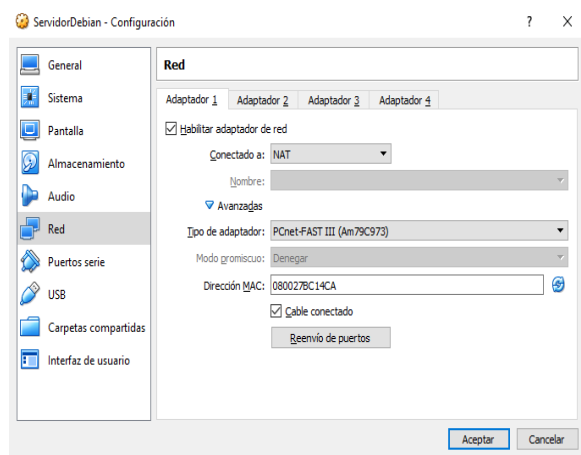 ServidorDebian - Configuración
General
Sistema
Pantalla
Almacenamiento
Audio
Red
Puertos serie
USB
Carpetas compartidas
Interfaz de usuario
Red
Adaptador 1 Adaptador 2 Adaptador 3 Adaptador 4
Habilitar adaptador de red
Conectado a: NAT
Nombre:
Avanzadas
Tipo de adaptador: PCnet-FAST III (Am79C973)
Modo promiscuo: Denegar
Dirección MAC: 080027BC14CA
Cable conectado
Reenvío de puertos
Aceptar Cancelar